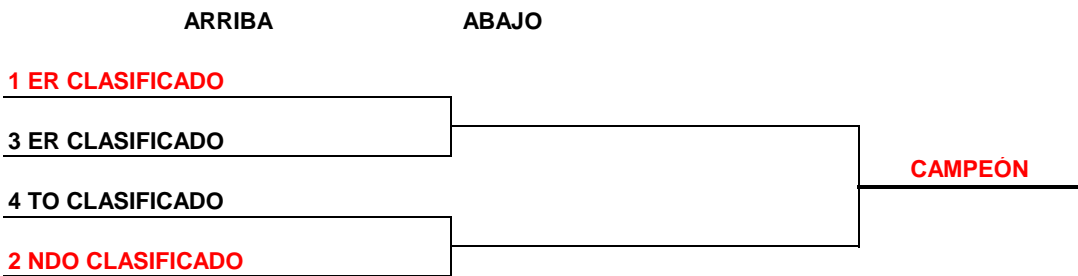 ARRIBA ABAJO
1 ER CLASIFICADO
3 ER CLASIFICADO
CAMPEÓN
4 TO CLASIFICADO
2 NDO CLASIFICADO